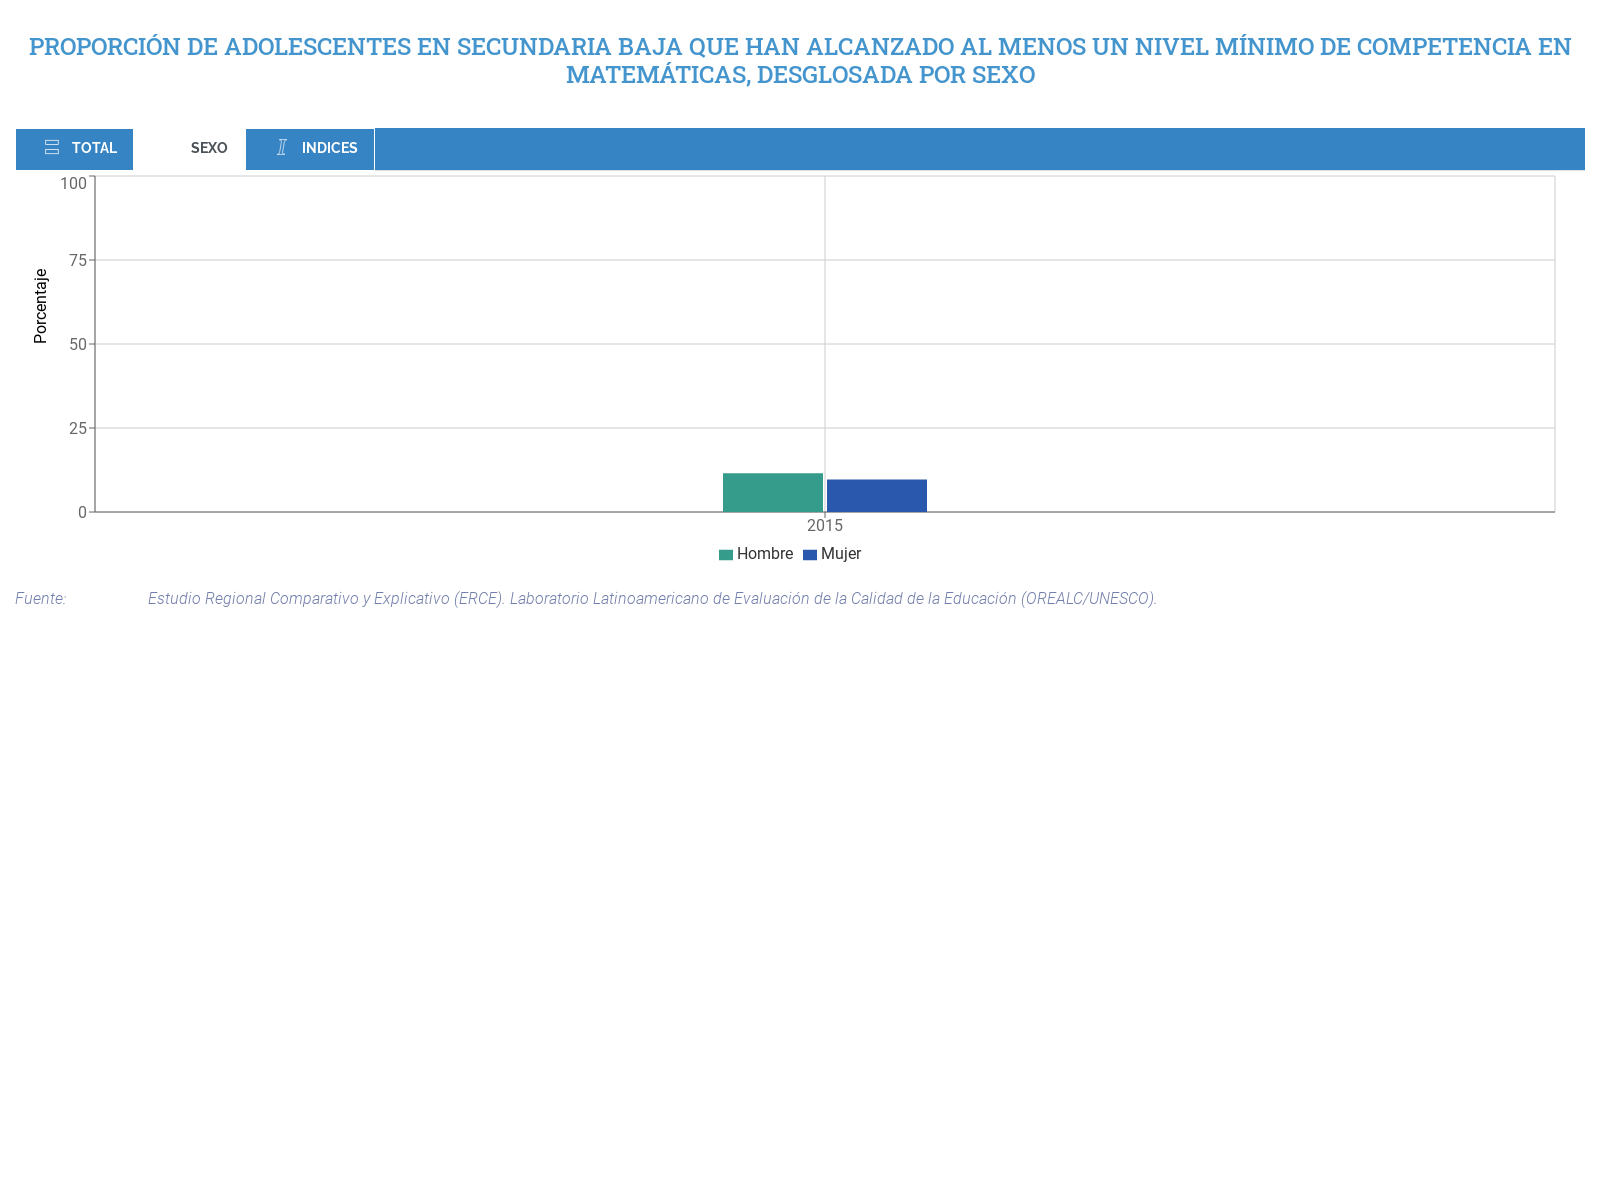 PROPORCIÓN DE ADOLESCENTES EN SECUNDARIA BAJA QUE HAN ALCANZADO AL MENOS UN NIVEL MÍNIMO DE COMPETENCIA EN
MATEMÁTICAS, DESGLOSADA POR SEXO
TOTAL SEXO INDICES
100
75
50
25
0
Porcentaje
2015
Hombre Mujer
Fuente: Estudio Regional Comparativo y Explicativo (ERCE). Laboratorio Latinoamericano de Evaluación de la Calidad de la Educación (OREALC/UNESCO).